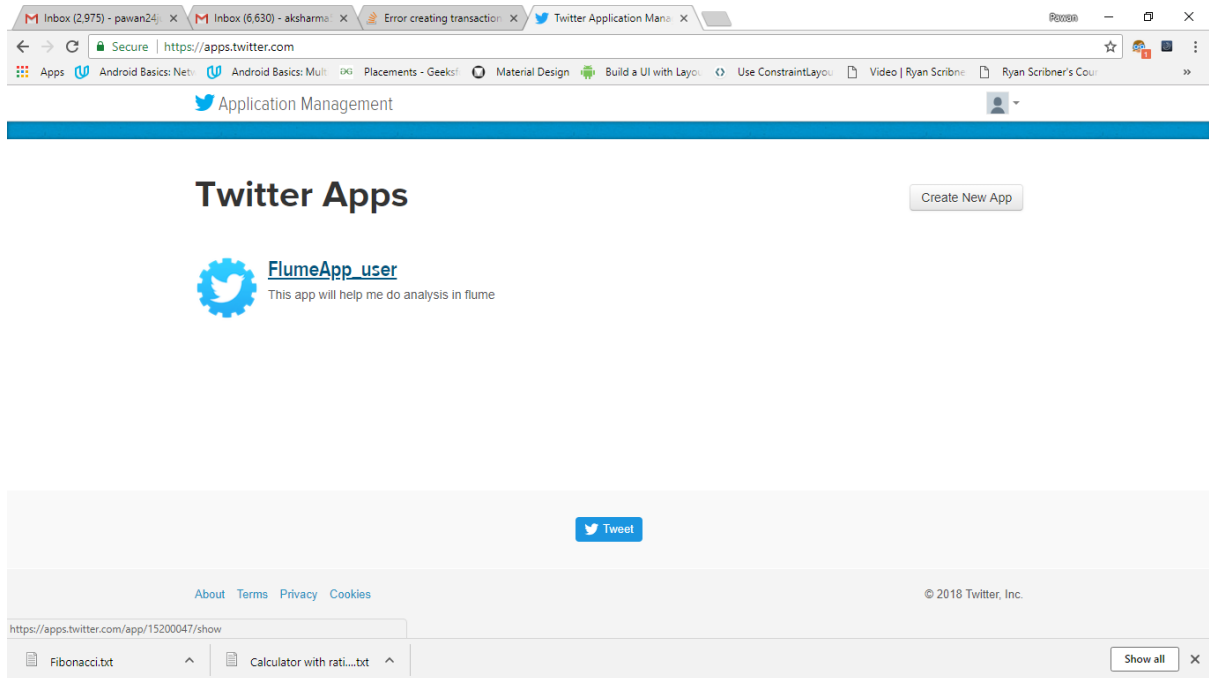 Inbox (2,975) - pawan24j
Inbox (6,630) - aksharma
Error creating transaction
Twitter Application Mana
Pawan
Secure | https://apps.twitter.com
Apps
Android Basics: Netw
Android Basics: Mult
Placements - Geeks
Material Design
Build a UI with Layou
Use ConstraintLayou
Video | Ryan Scribne
Ryan Scribner's Cour
»
Application Management
Twitter Apps
Create New App
FlumeApp_user
This app will help me do analysis in flume
Tweet
About Terms Privacy Cookies
© 2018 Twitter, Inc.
https://apps.twitter.com/app/15200047/show
Fibonacci.txt
Calculator with rati....txt
Show all